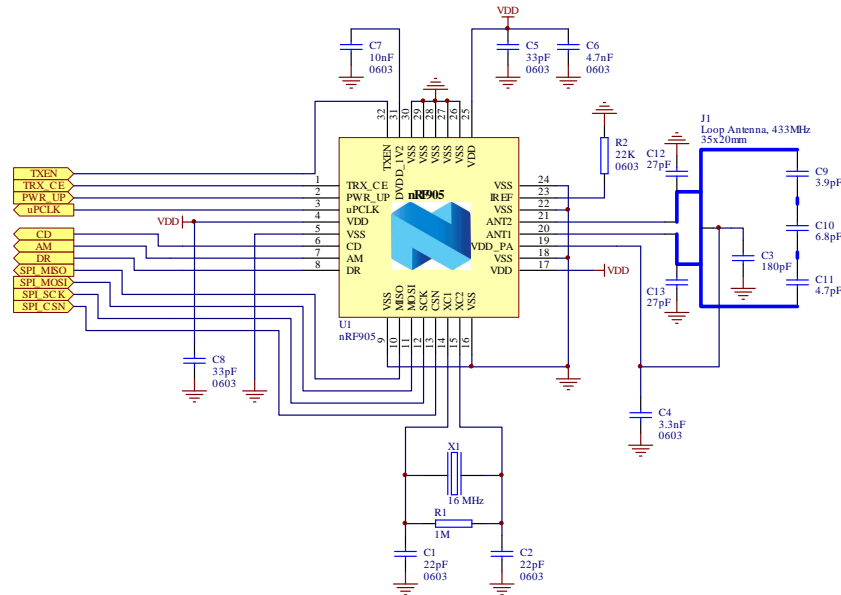 VDD
C7
10nF
0603
C5
33pF
0603
C6
4.7nF
0603
J1
Loop Antenna, 433MHz
35x20mm
32
31
30
29
28
27
26
25
TXEN
DVDD_1V2
VSS
VSS
VSS
VSS
VSS
VDD
R2
22K
0603
C12
27pF
C9
3.9pF
TXEN
TRX_CE
PWR_UP
uPCLK
1
2
3
4
5
6
7
8
TRX_CE
PWR_UP
uPCLK
VDD
VSS
CD
AM
DR
nRF905
VSS
IREF
VSS
ANT2
ANT1
VDD_PA
VSS
VDD
24
23
22
21
20
19
18
17
VDD
VDD
C10
6.8pF
C3
180pF
C13
27pF
C11
4.7pF
CD
AM
DR
SPI_MISO
SPI_MOSI
SPI_SCK
SPI_CSN
VSS
MISO
MOSI
SCK
CSN
XC1
XC2
VSS
U1
nRF905
9
10
11
12
13
14
15
16
C8
33pF
0603
C4
3.3nF
0603
X1
16 MHz
R1
1M
C1
22pF
0603
C2
22pF
0603